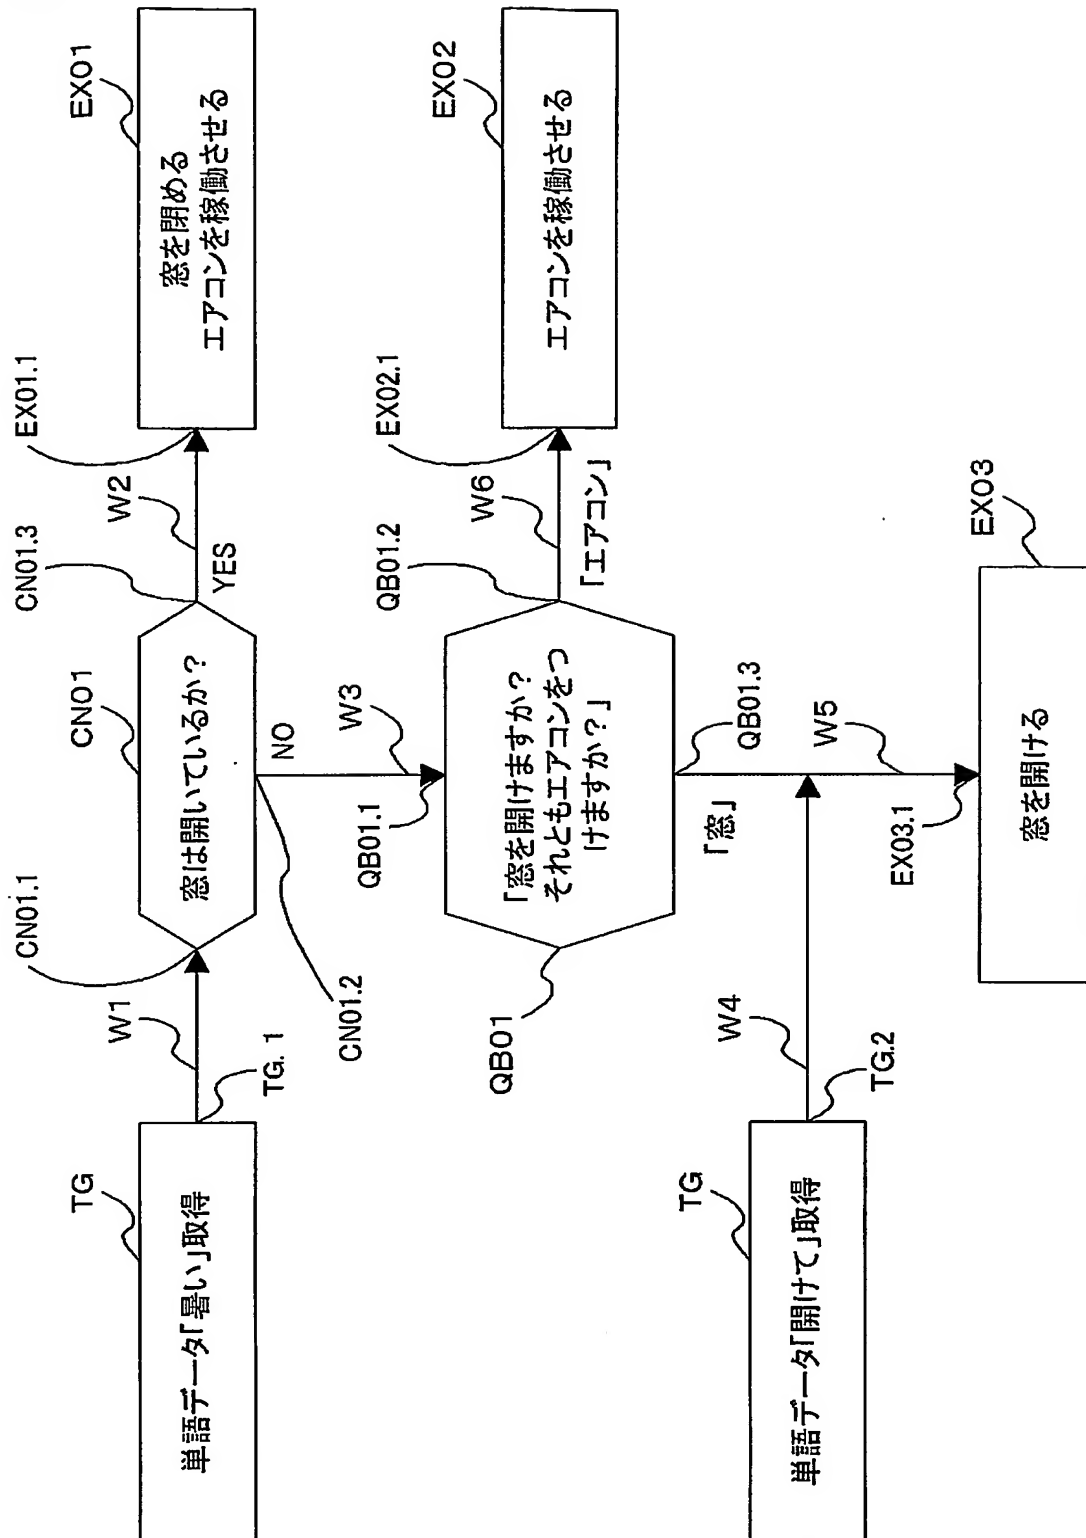 TG
単語データ「暑い」取得
TG.1
W1
CN01.1
CN01
窓は開いているか?
CN01.3
YES
W2
EX01.1
EX01
窓を閉める
エアコンを稼働させる
CN01.2
NO
W3
QB01.1
QB01
「窓を開けますか?
それともエアコンをつ
けますか?」
QB01.2
「エアコン」
W6
EX02.1
EX02
エアコンを稼働させる
QB01.3
「窓」
W5
TG
単語データ「開けて」取得
TG.2
W4
EX03.1
EX03
窓を開ける